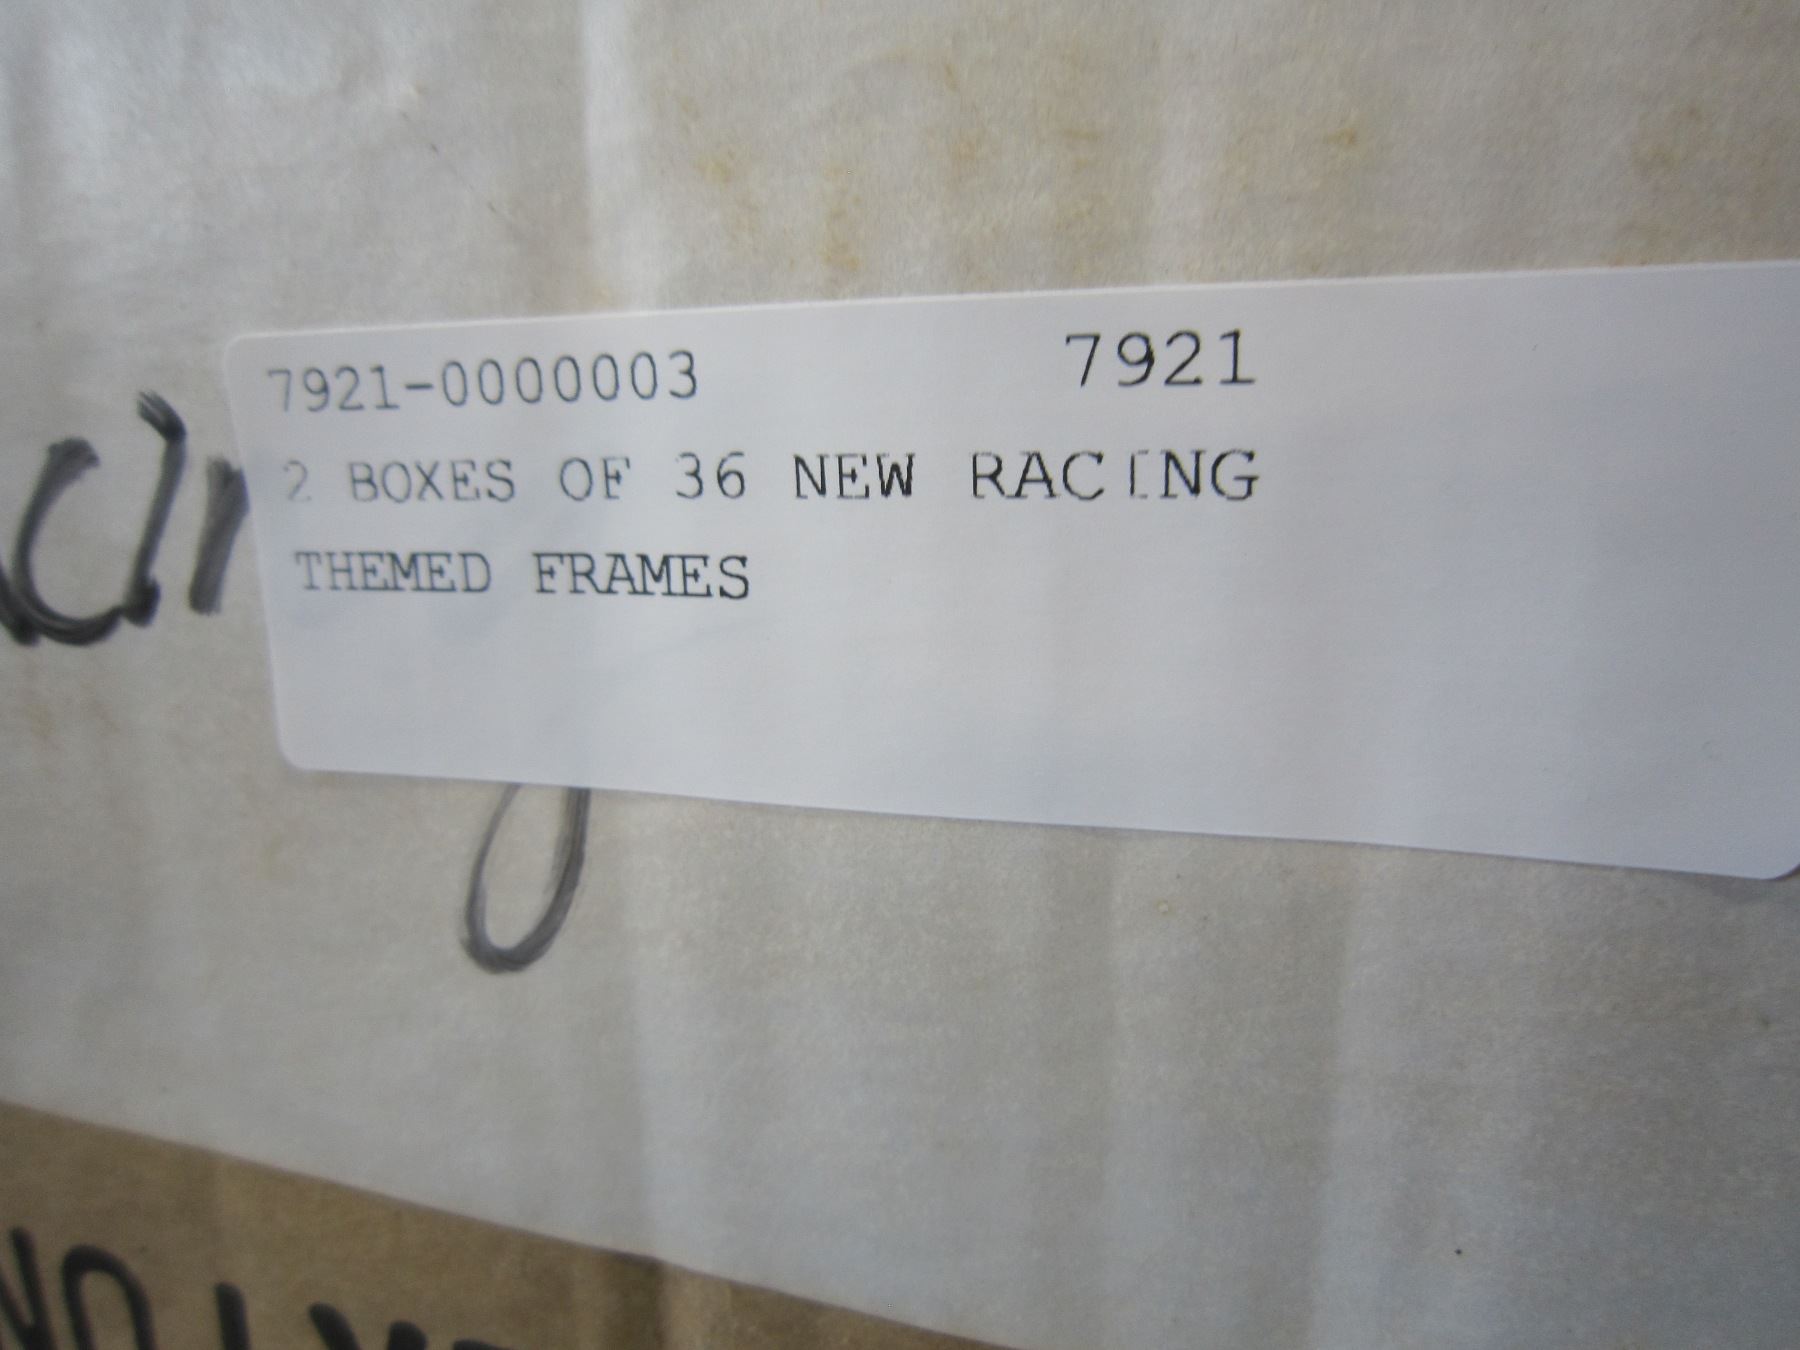 7921-0000003 7921
2 BOXES OF 36 NEW RACING
THEMED FRAMES